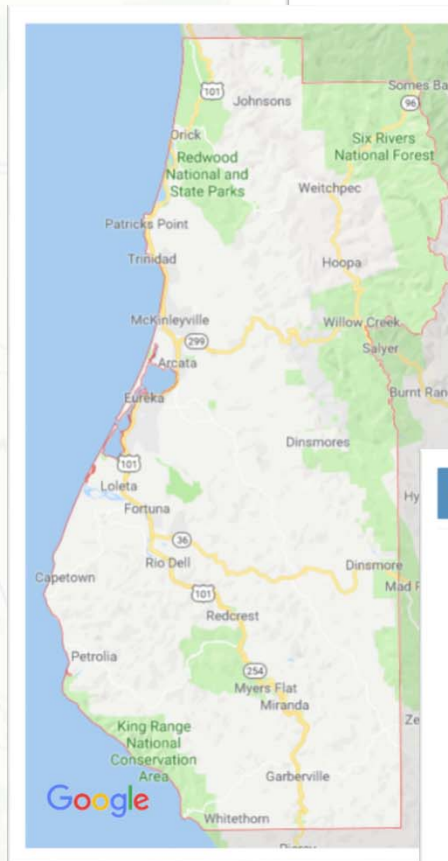 Somes Ba
101
96
Johnsons
Orick
Six Rivers
National Forest
Redwood
National and
State Parks
Weitchpec
Patricks Point
Trinidad
Hoopa
McKinleyville
Willow Creek
299
Salyer
Arcata
Burnt Ran
Eureka
Dinsmores
101
Loleta
Hy
Fortuna
36
Rio Dell
Dinsmore
Capetown
101
Mad R
Redcrest
Petrolia
254
Myers Flat
Miranda
Ze
King Range
National
Conservation
Area
Garberville
Google
Whitethorn